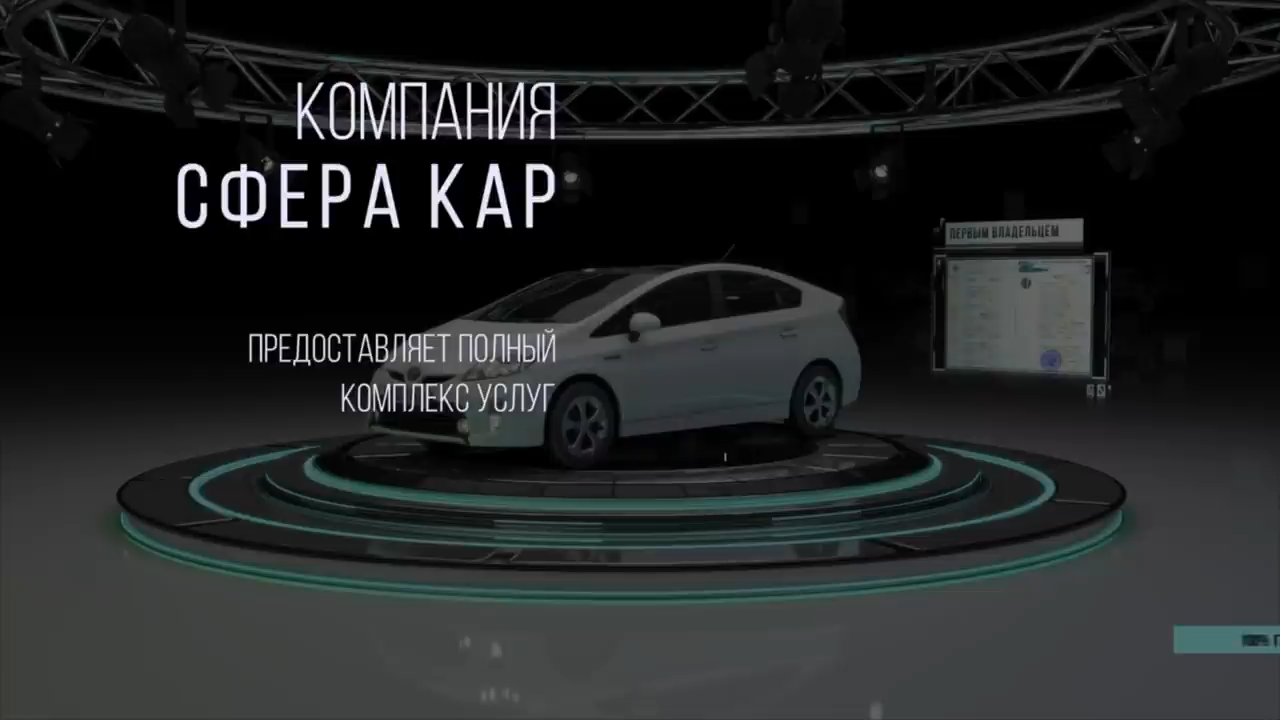 КОМПАНИЯ
СФЕРА КАР
ПРЕДОСТАВЛЯЕТ ПОЛНЫЙ
КОМПЛЕКС УСЛУГ
ПЕРВЫМ ВЛАДЕЛЬЦЕМ